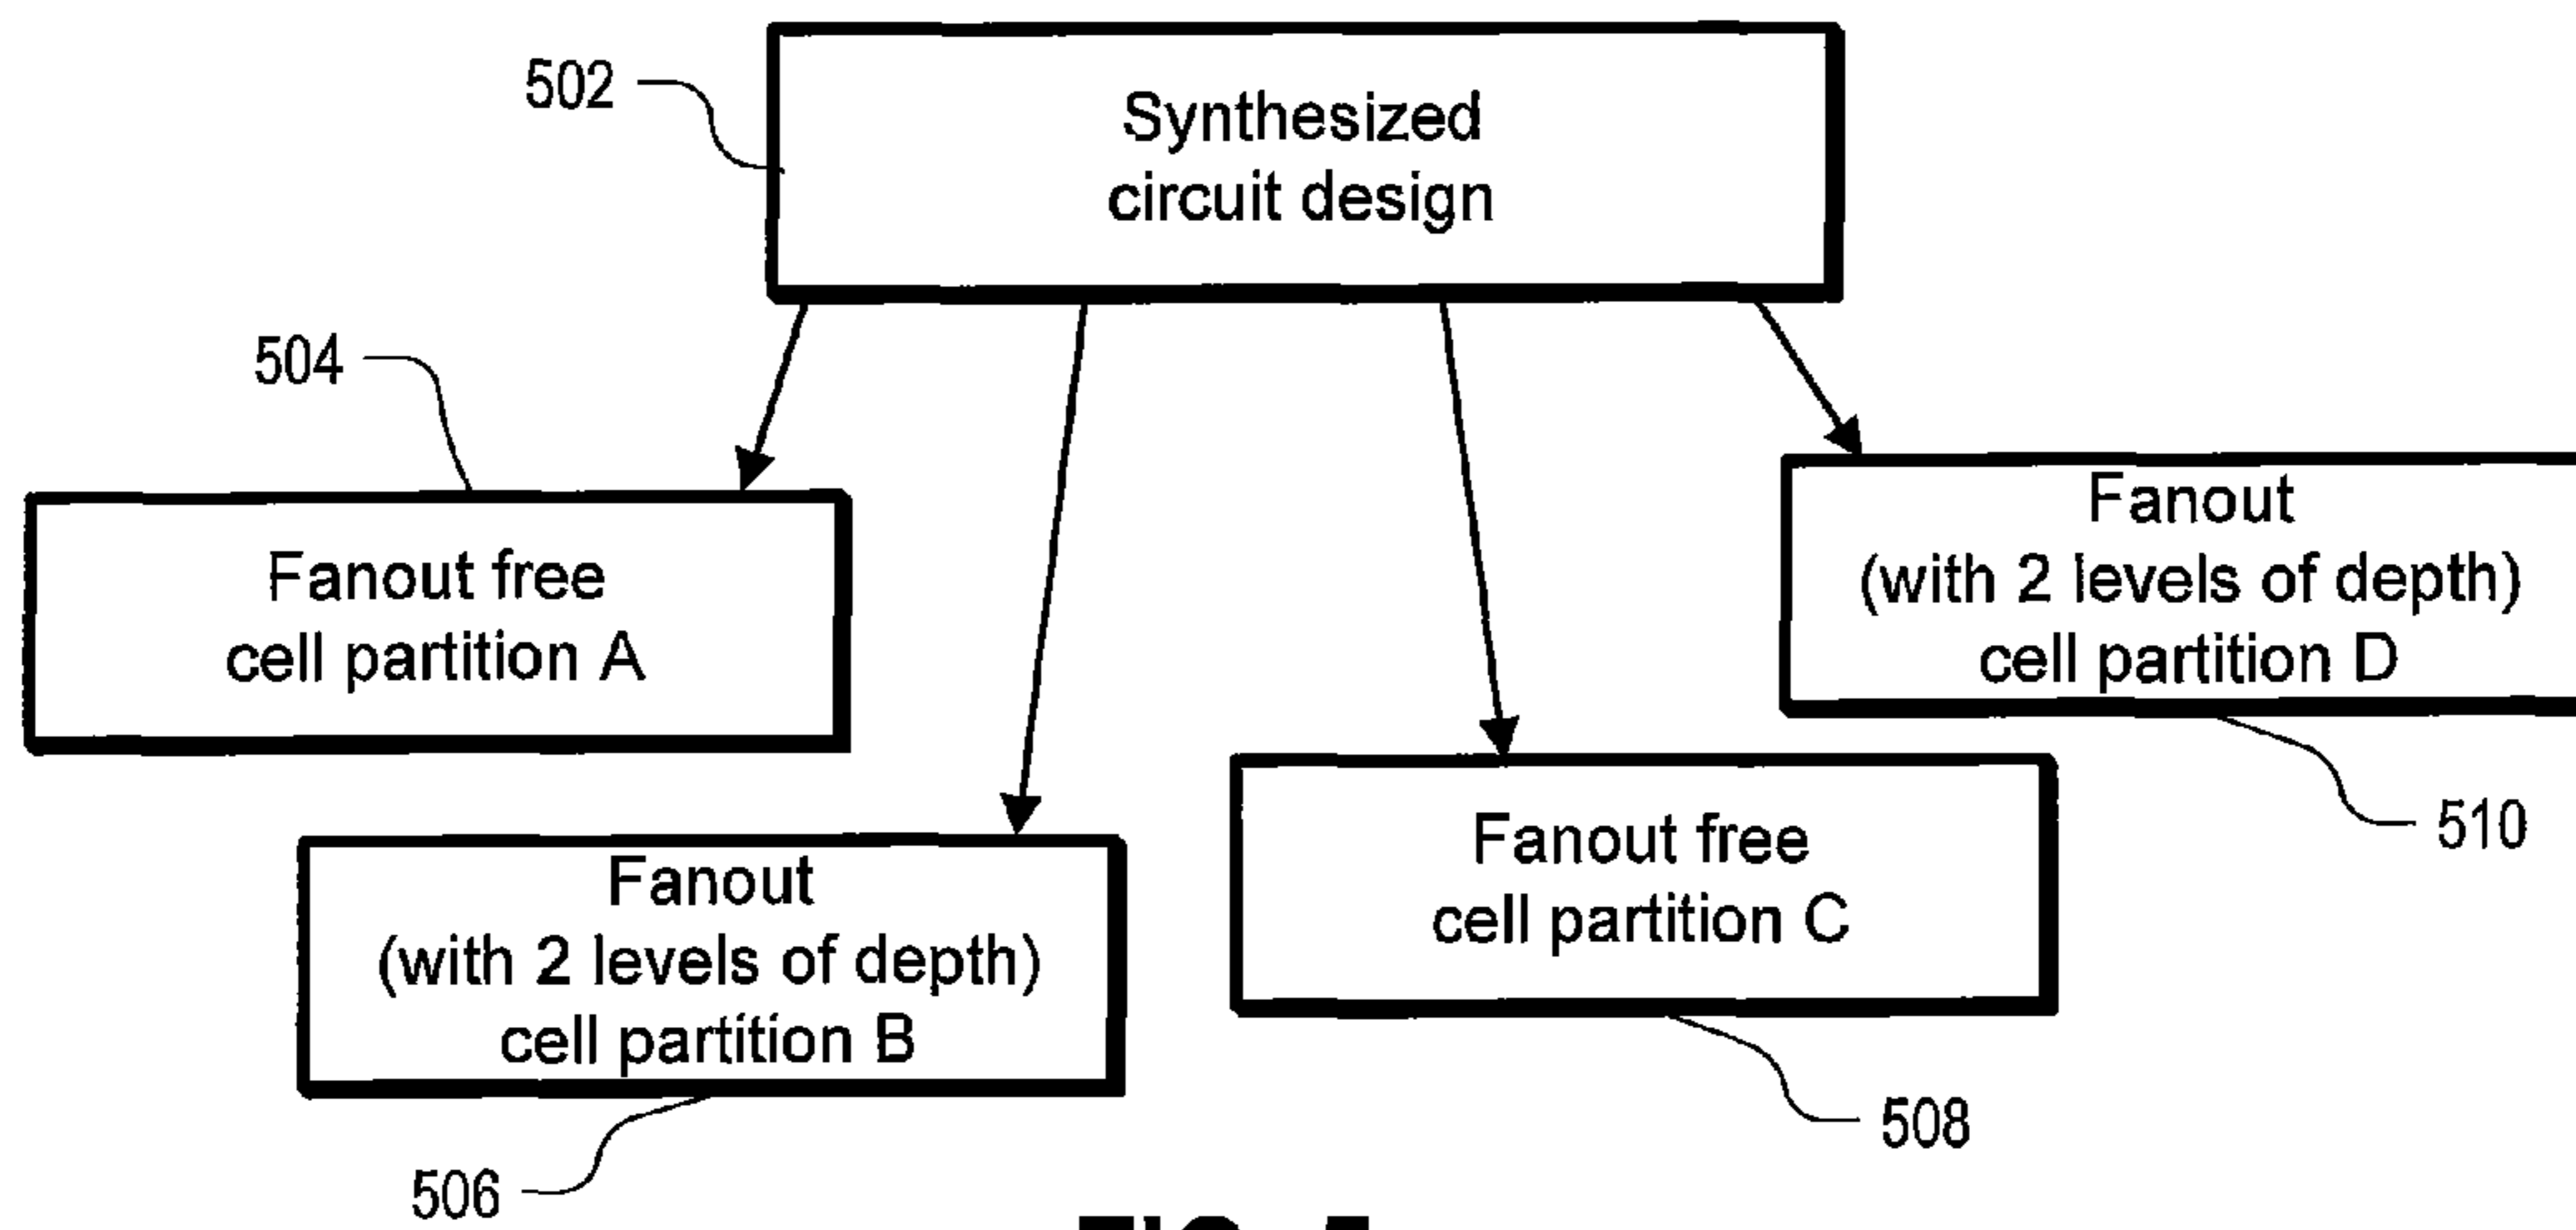 502
Synthesized
circuit design
504
Fanout free
cell partition A
Fanout
(with 2 levels of depth)
cell partition D
510
Fanout
(with 2 levels of depth)
cell partition B
506
Fanout free
cell partition C
508